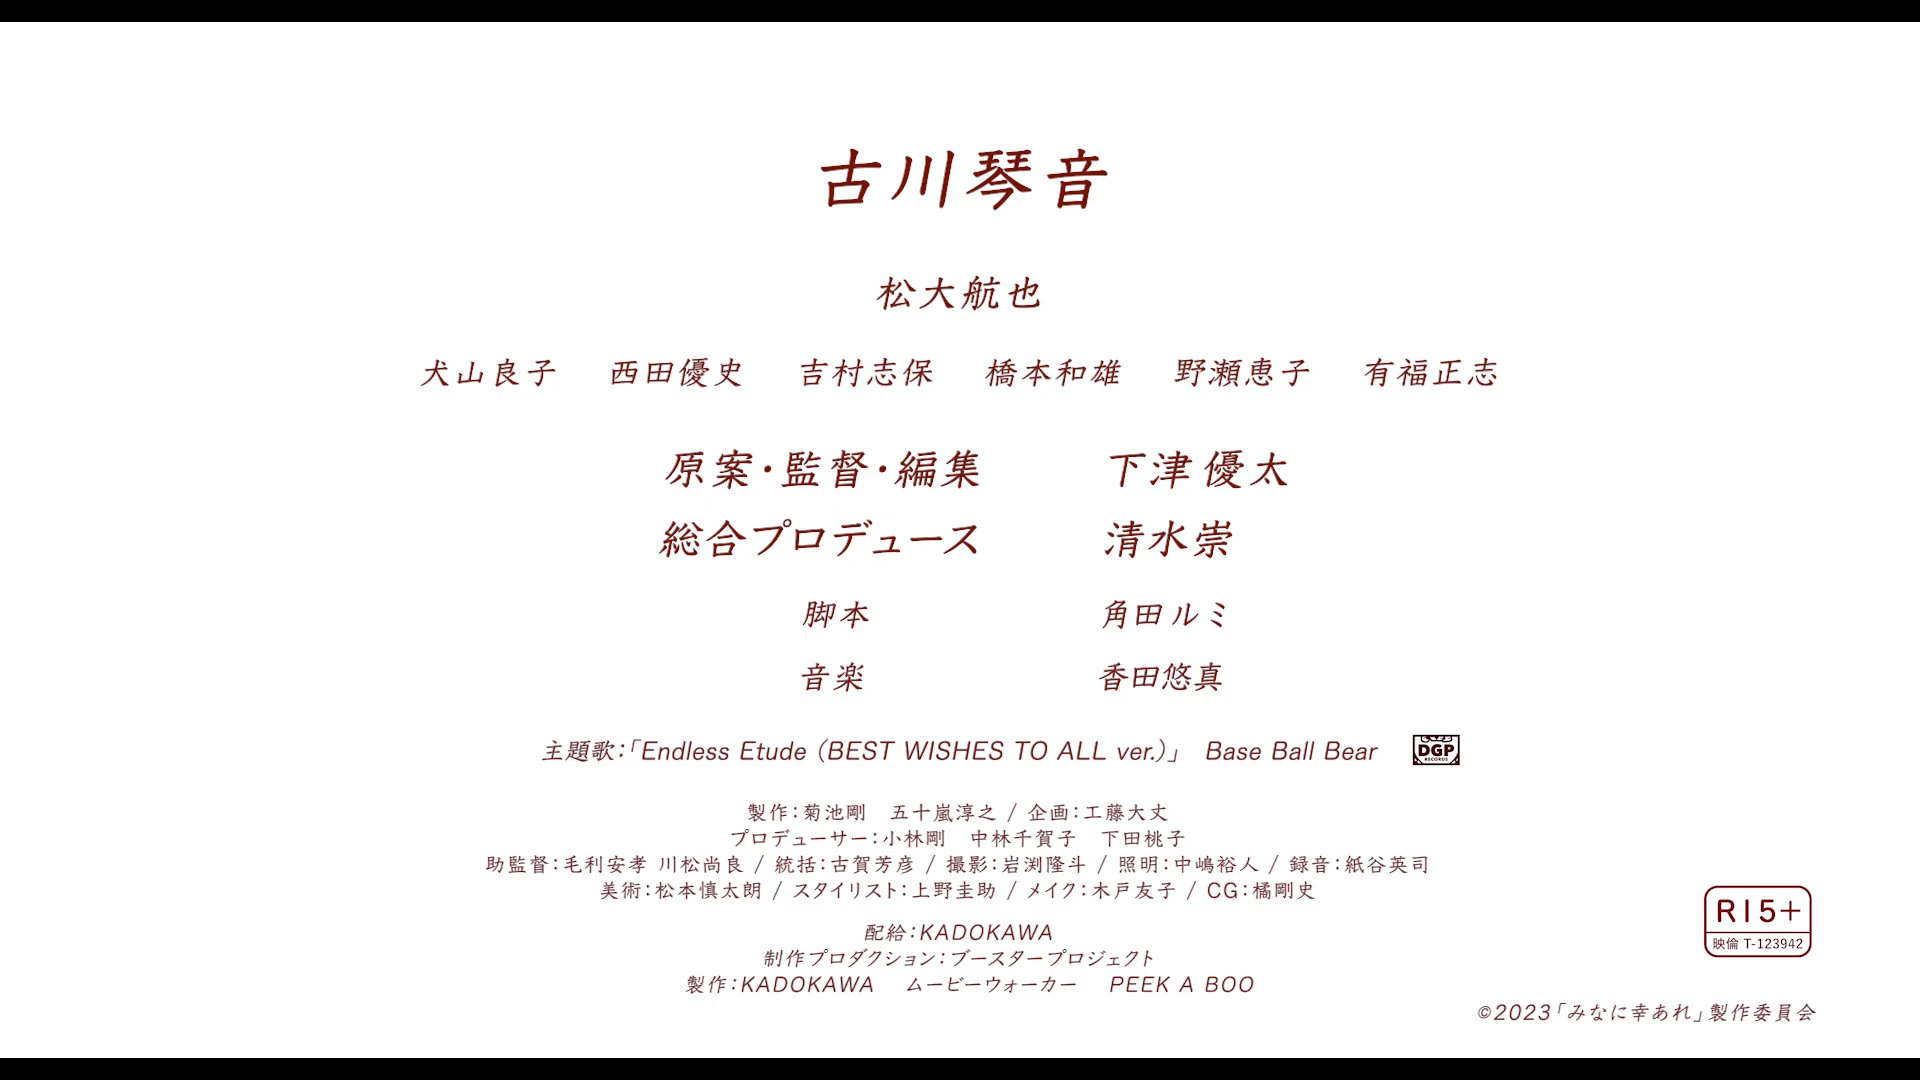 古川琴音
松大航也
犬山良子 西田優史 吉村志保 橋本和雄 野瀬恵子 有福正志
原案・監督・編集 下津優太
総合プロデュース 清水崇
脚本 角田ルミ
音楽 香田悠真
主題歌：「Endless Etude（BEST WISHES TO ALL ver.）」 Base Ball Bear DGP RECORDS
製作：菊池剛 五十嵐淳之 / 企画：工藤大丈
プロデューサー：小林剛 中林千賀子 下田桃子
助監督：毛利安孝 川松尚良 / 統括：古賀芳彦 / 撮影：岩渕隆斗 / 照明：中嶋裕人 / 録音：紙谷英司
美術：松本慎太朗 / スタイリスト：上野圭助 / メイク：木戸友子 / CG：橘剛史
配給：KADOKAWA
制作プロダクション：ブースタープロジェクト
製作：KADOKAWA ムービーウォーカー PEEK A BOO
R15+
映倫 T-123942
©2023「みなに幸あれ」製作委員会